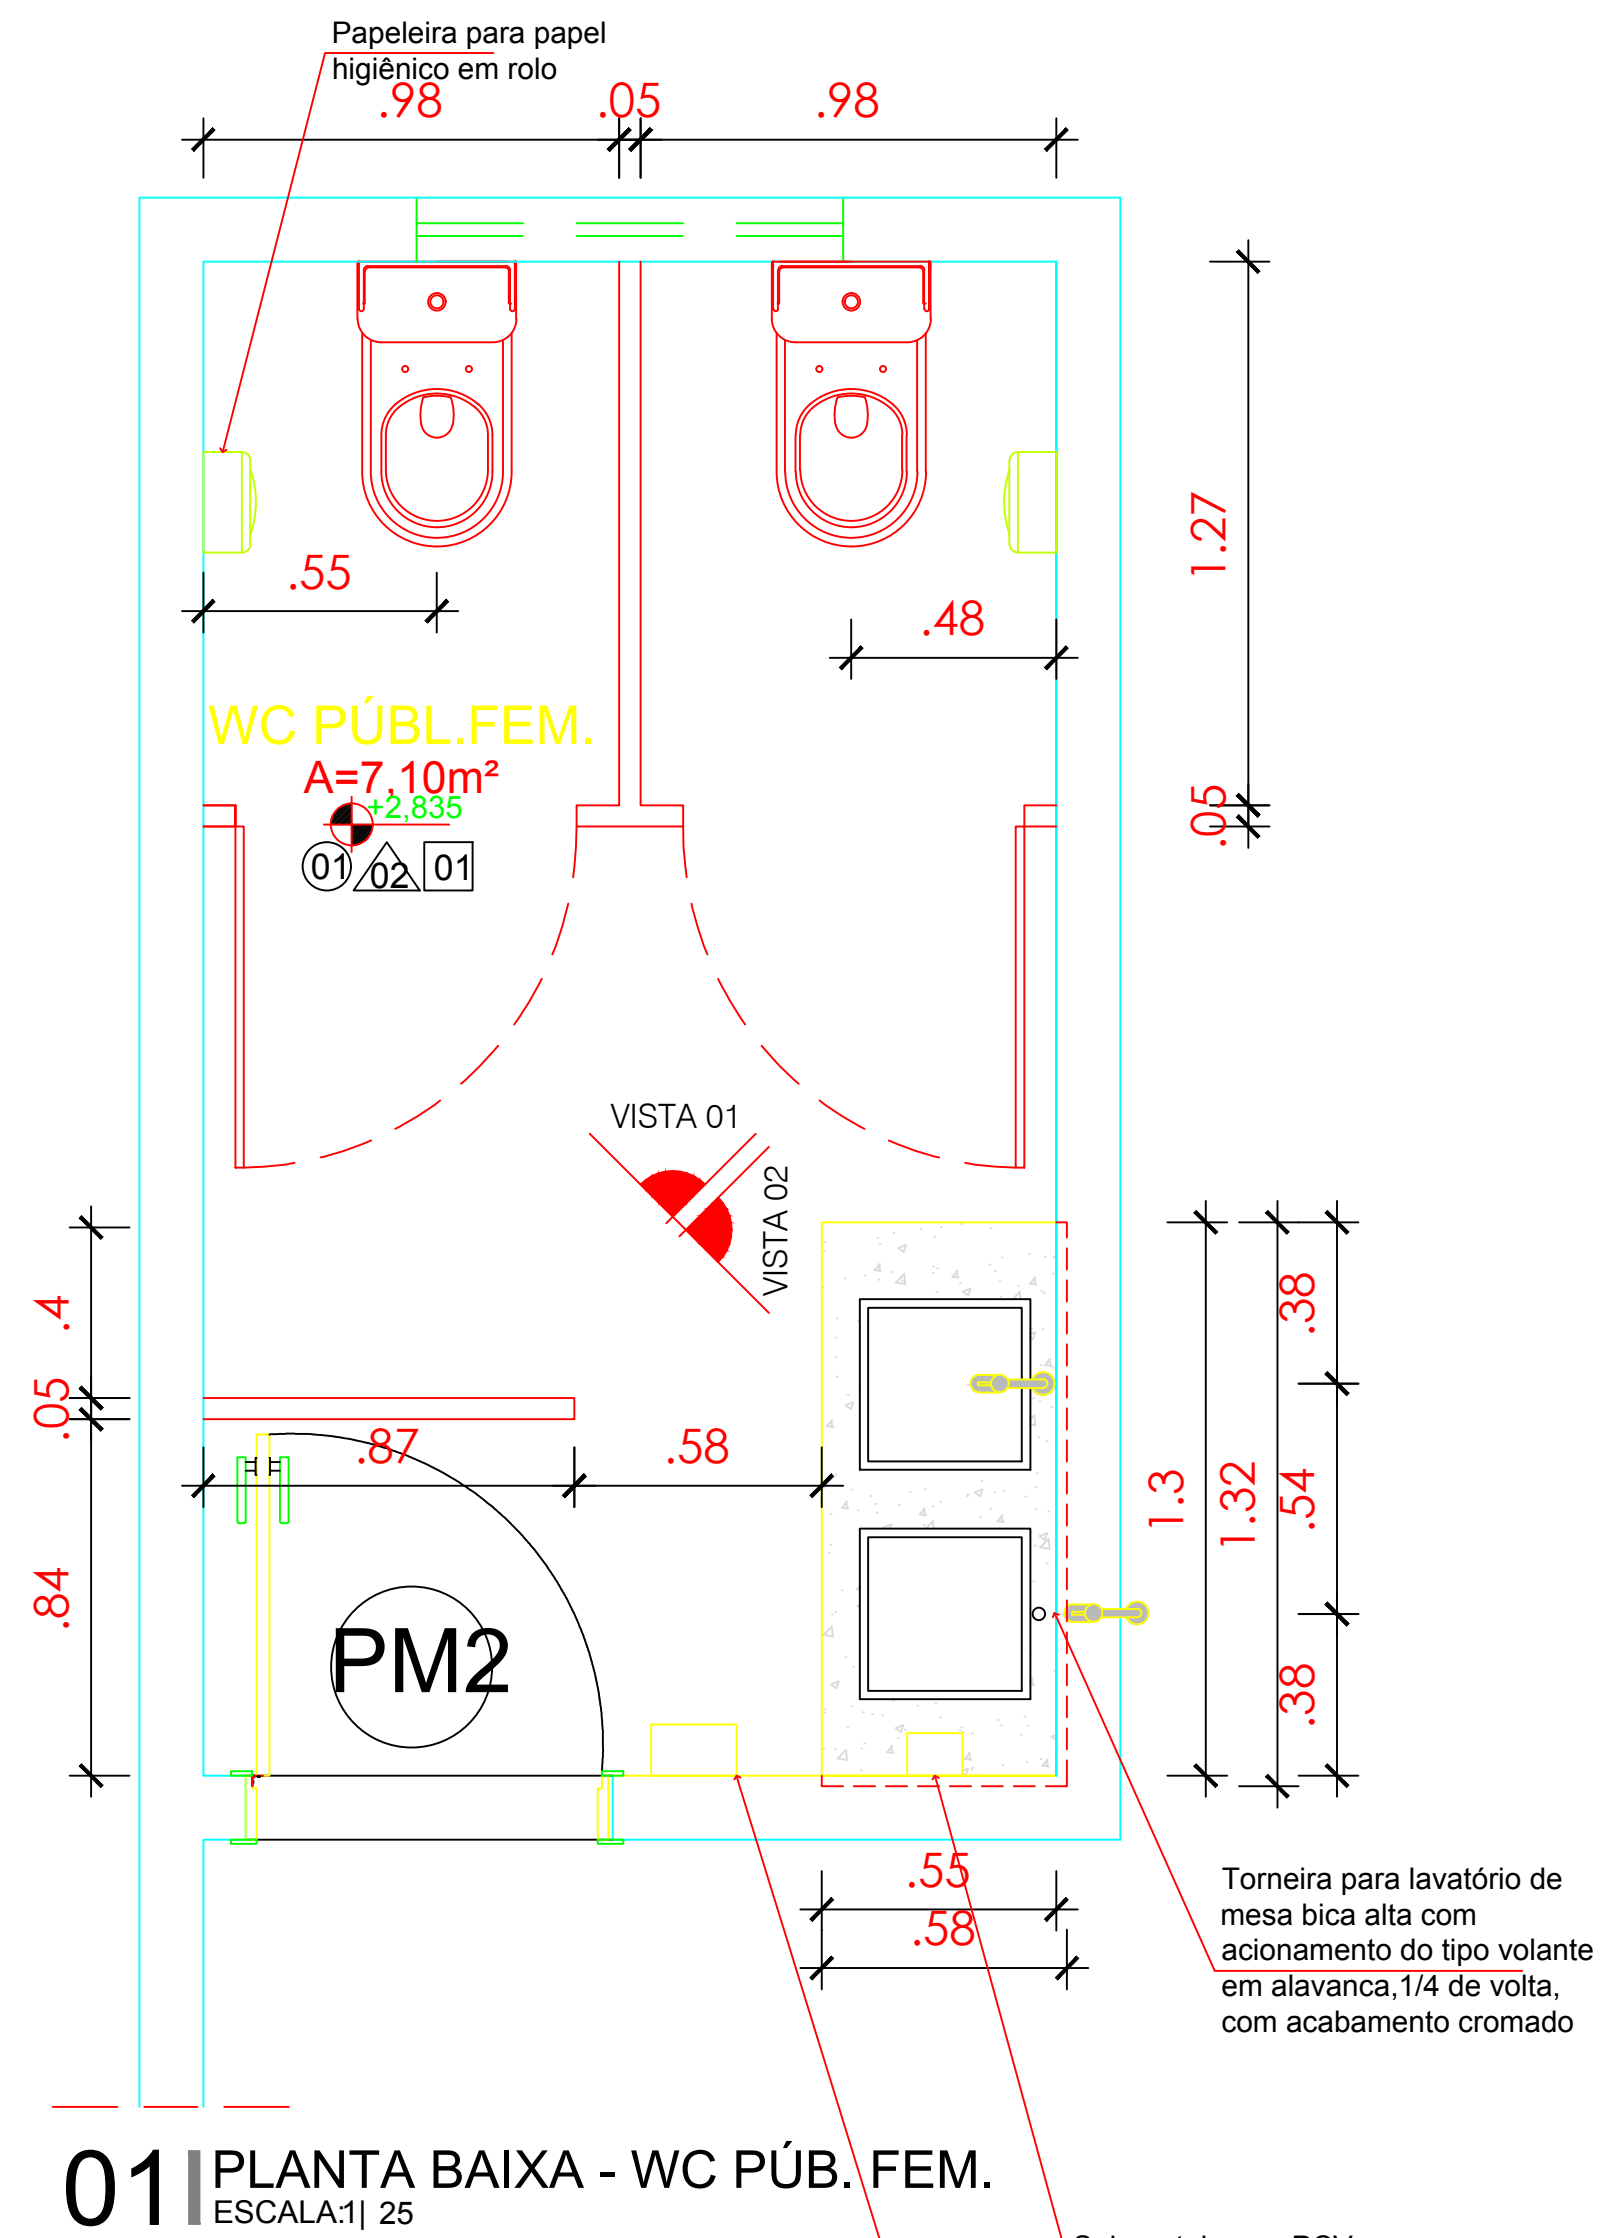 Papeleira para papel
higiênico em rolo
.98
.05
.98
1.27
.55
.48
WC PÚBL.FEM.
A=7,10m²
+2,835
01
02
01
.05
VISTA 01
VISTA 02
.4
.05
.84
.87
.58
.38
1.3
1.32
.54
.38
PM2
.55
.58
Torneira para lavatório de
mesa bica alta com
acionamento do tipo volante
em alavanca,1/4 de volta,
com acabamento cromado
01
PLANTA BAIXA - WC PÚB. FEM.
ESCALA:1| 25